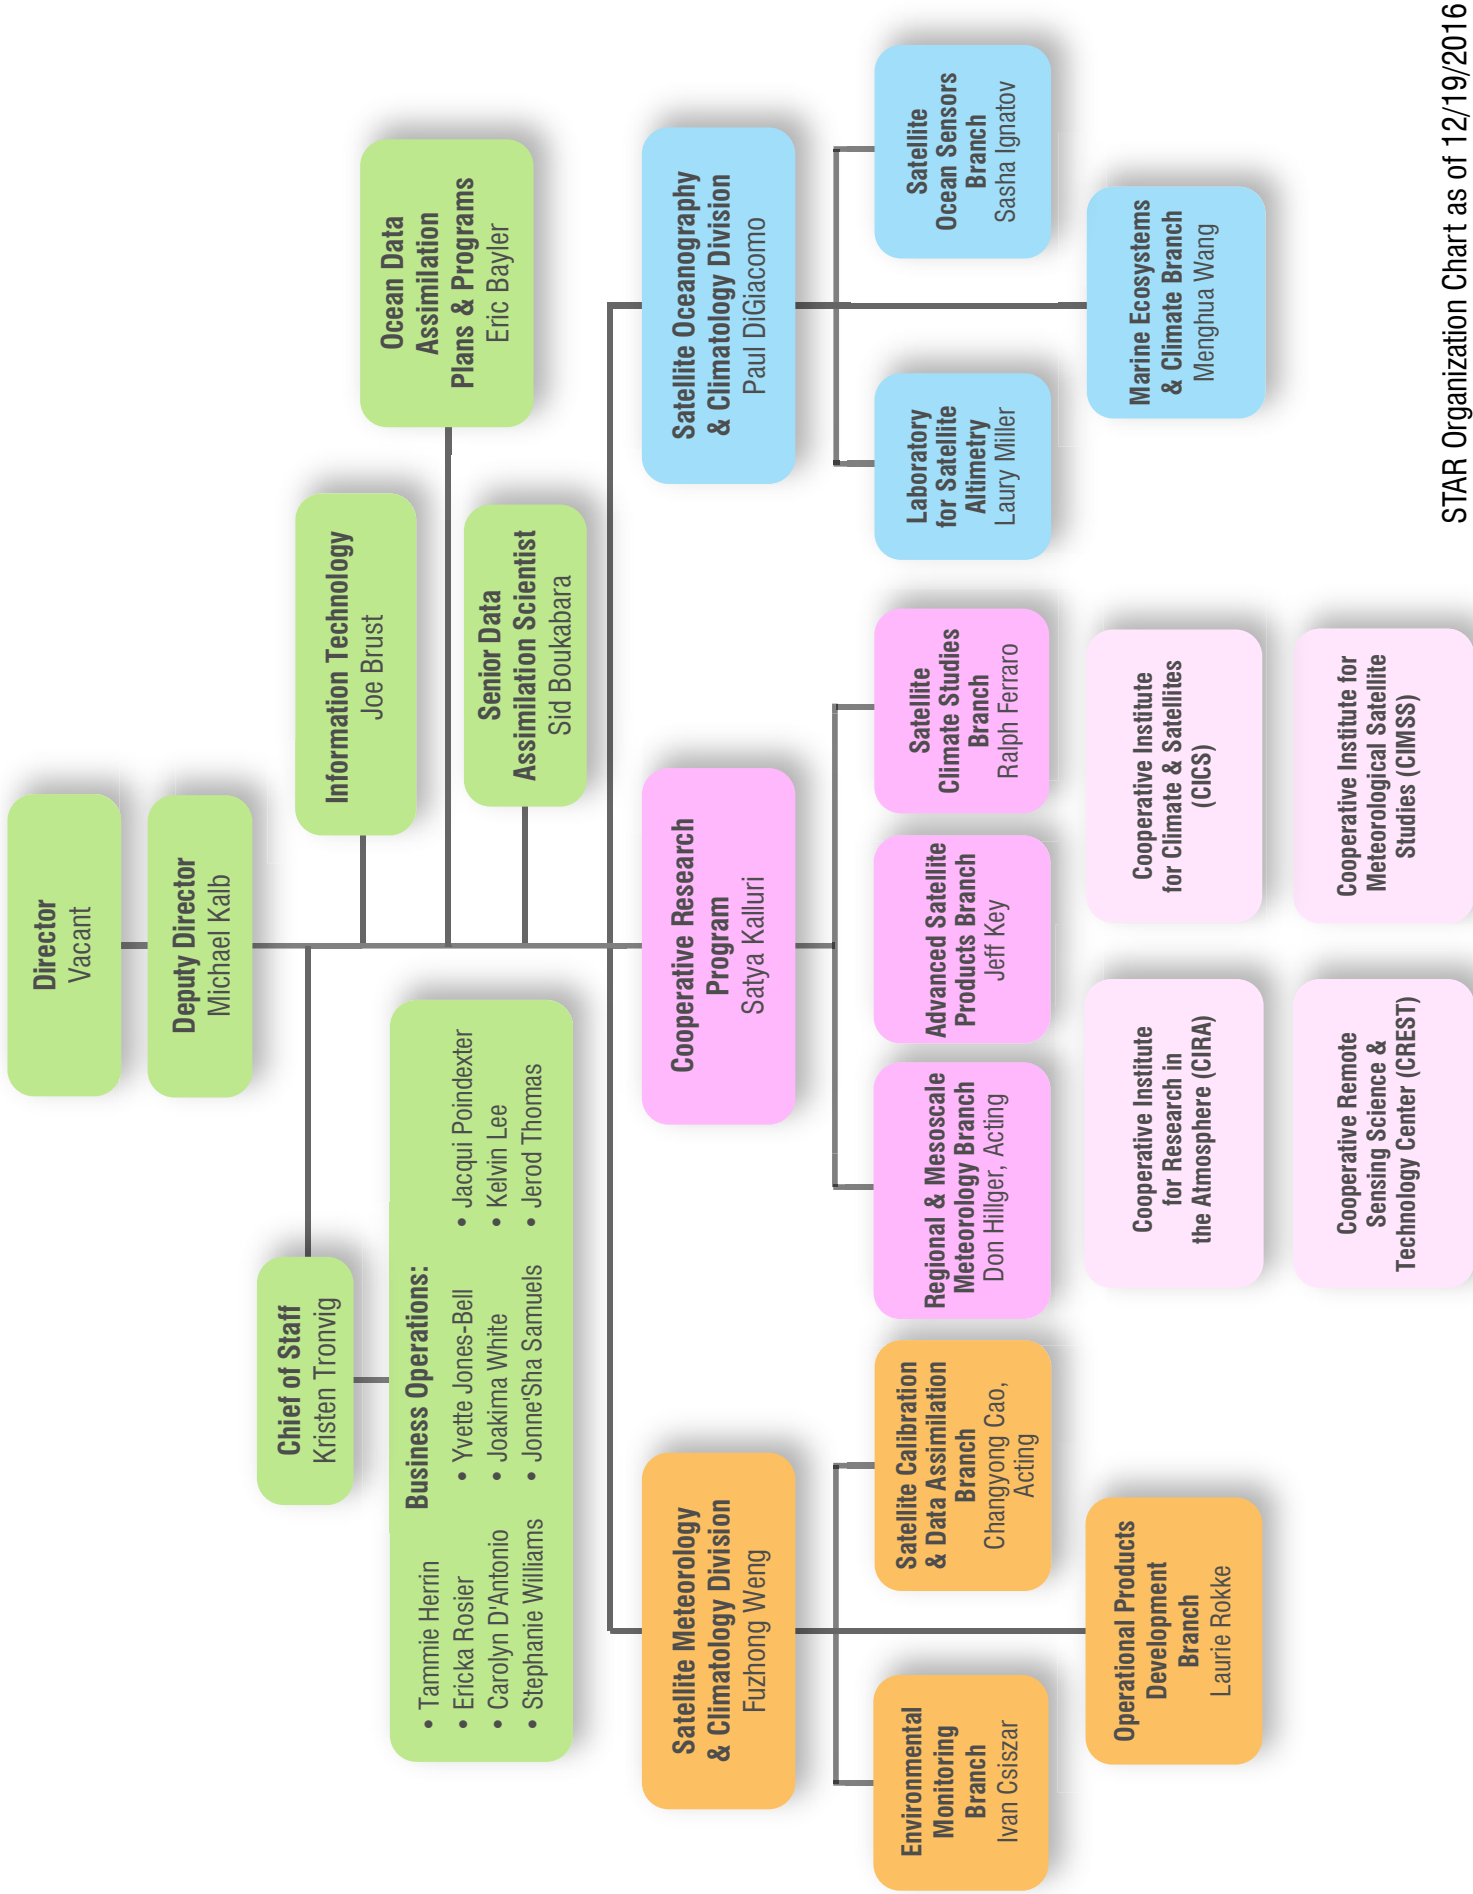 Director
Vacant
Deputy Director
Michael Kalb
Chief of Staff
Kristen Tronvig
Information Technology
Joe Brust
Ocean Data
Assimilation
Plans & Programs
Eric Bayler
Business Operations:
• Tammie Herrin
• Ericka Rosier
• Carolyn D'Antonio
• Stephanie Williams
• Yvette Jones-Bell
• Joakima White
• Jonne'Sha Samuels
• Jacqui Poindexter
• Kelvin Lee
• Jerod Thomas
Senior Data
Assimilation Scientist
Sid Boukabara
Satellite Meteorology
& Climatology Division
Fuzhong Weng
Cooperative Research
Program
Satya Kalluri
Satellite Oceanography
& Climatology Division
Paul DiGiacomo
Environmental
Monitoring
Branch
Ivan Csiszar
Satellite Calibration
& Data Assimilation
Branch
Changyong Cao,
Acting
Regional & Mesoscale
Meteorology Branch
Don Hillger, Acting
Advanced Satellite
Products Branch
Jeff Key
Satellite
Climate Studies
Branch
Ralph Ferraro
Laboratory
for Satellite
Altimetry
Laury Miller
Satellite
Ocean Sensors
Branch
Sasha Ignatov
Operational Products
Development
Branch
Laurie Rokke
Cooperative Institute
for Research in
the Atmosphere (CIRA)
Cooperative Institute
for Climate & Satellites
(CICS)
Marine Ecosystems
& Climate Branch
Menghua Wang
Cooperative Remote
Sensing Science &
Technology Center (CREST)
Cooperative Institute for
Meteorological Satellite
Studies (CIMSS)
STAR Organization Chart as of 12/19/2016